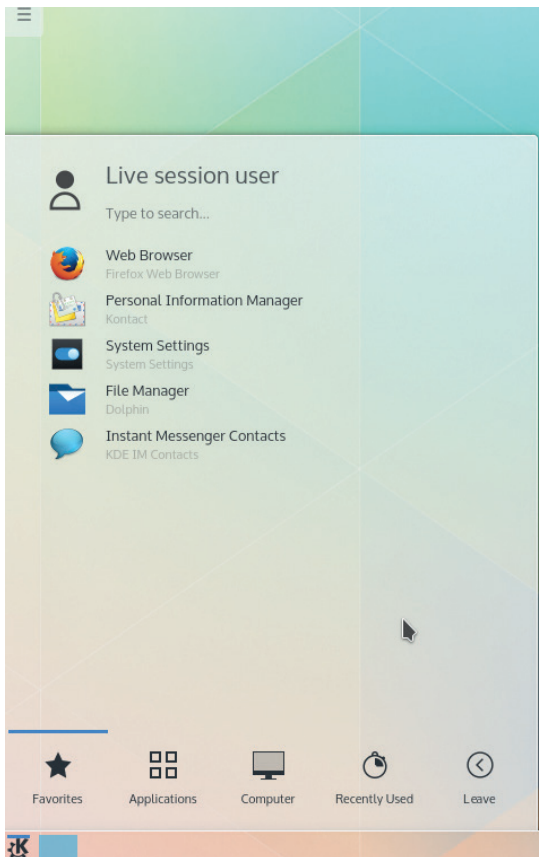 Live session user
Type to search...
Web Browser
Firefox Web Browser
Personal Information Manager
Kontact
System Settings
System Settings
File Manager
Dolphin
Instant Messenger Contacts
KDE IM Contacts
Favorites Applications Computer Recently Used Leave